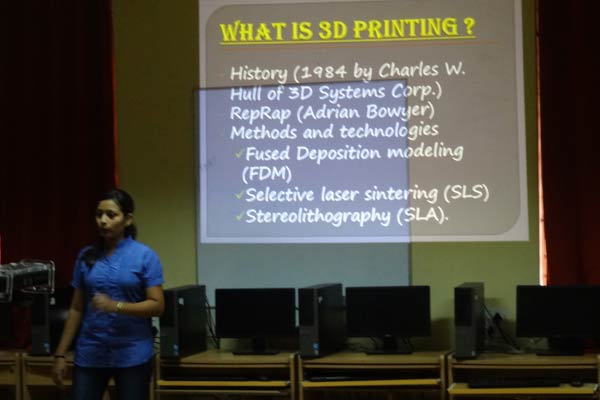 WHAT IS 3D PRINTING ?
History (1984 by Charles W.
Hull of 3D Systems Corp.)
RepRap (Adrian Bowyer)
Methods and technologies
✓Fused Deposition modeling
(FDM)
✓Selective laser sintering (SLS)
✓Stereolithography (SLA).